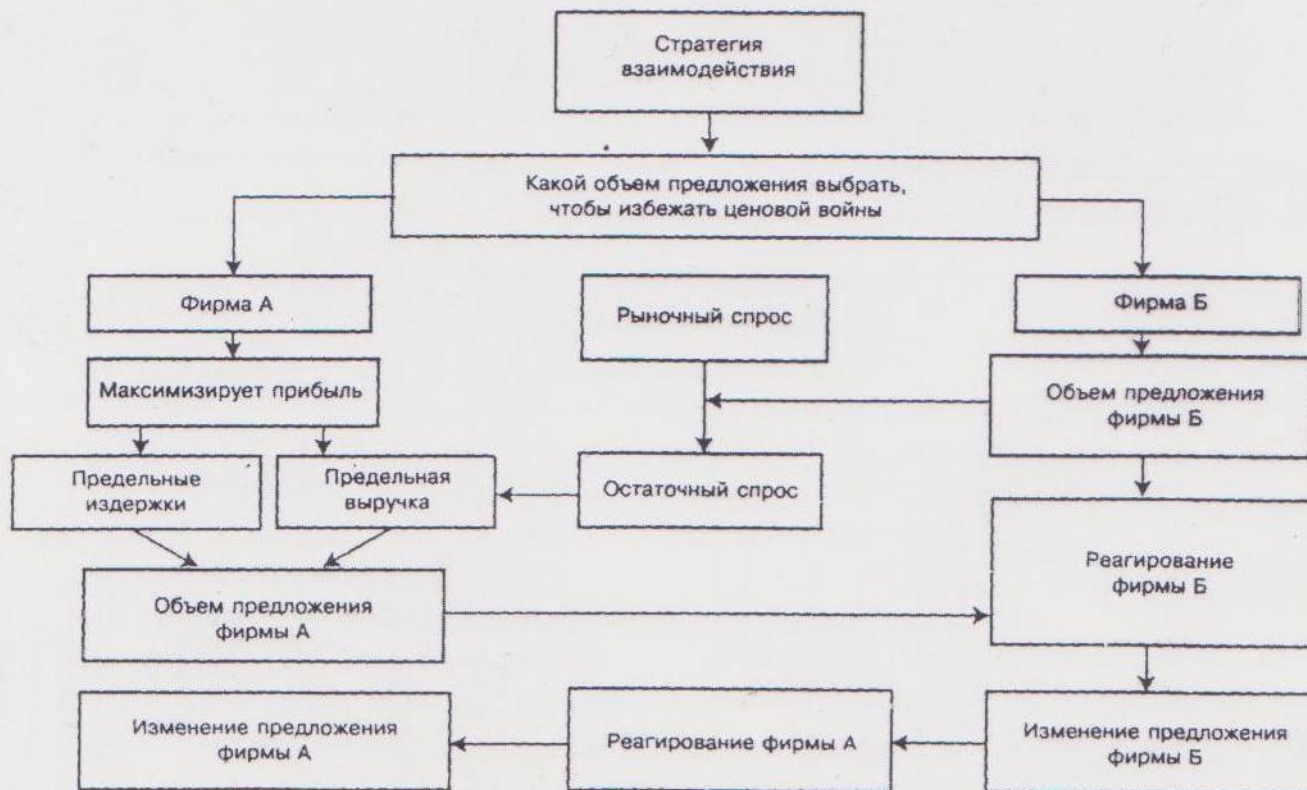 Стратегия
взаимодействия
Какой объем предложения выбрать,
чтобы избежать ценовой войны
Фирма А
Рыночный спрос
Фирма Б
Максимизирует прибыль
Объем предложения
фирмы Б
Предельные
издержки
Предельная
выручка
Остаточный спрос
Реагирование
фирмы Б
Объем предложения
фирмы А
Изменение предложения
фирмы А
Реагирование фирмы А
Изменение предложения
фирмы Б